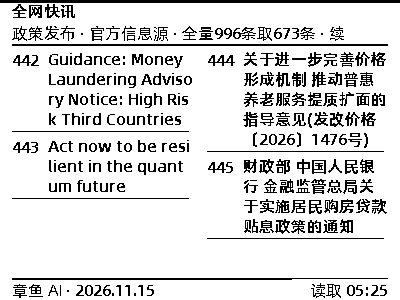 全网快讯
政策发布 · 官方信息源 · 全量996条取673条 · 续
442 Guidance: Money
Laundering Adviso
ry Notice: High Ris
k Third Countries
443 Act now to be resi
lient in the quant
um future
444 关于进一步完善价格
形成机制 推动普惠
养老服务提质扩面的
指导意见(发改价格
〔2026〕1476号)
445 财政部 中国人民银
行 金融监管总局关
于实施居民购房贷款
贴息政策的通知
章鱼 AI · 2026.11.15
读取 05:25